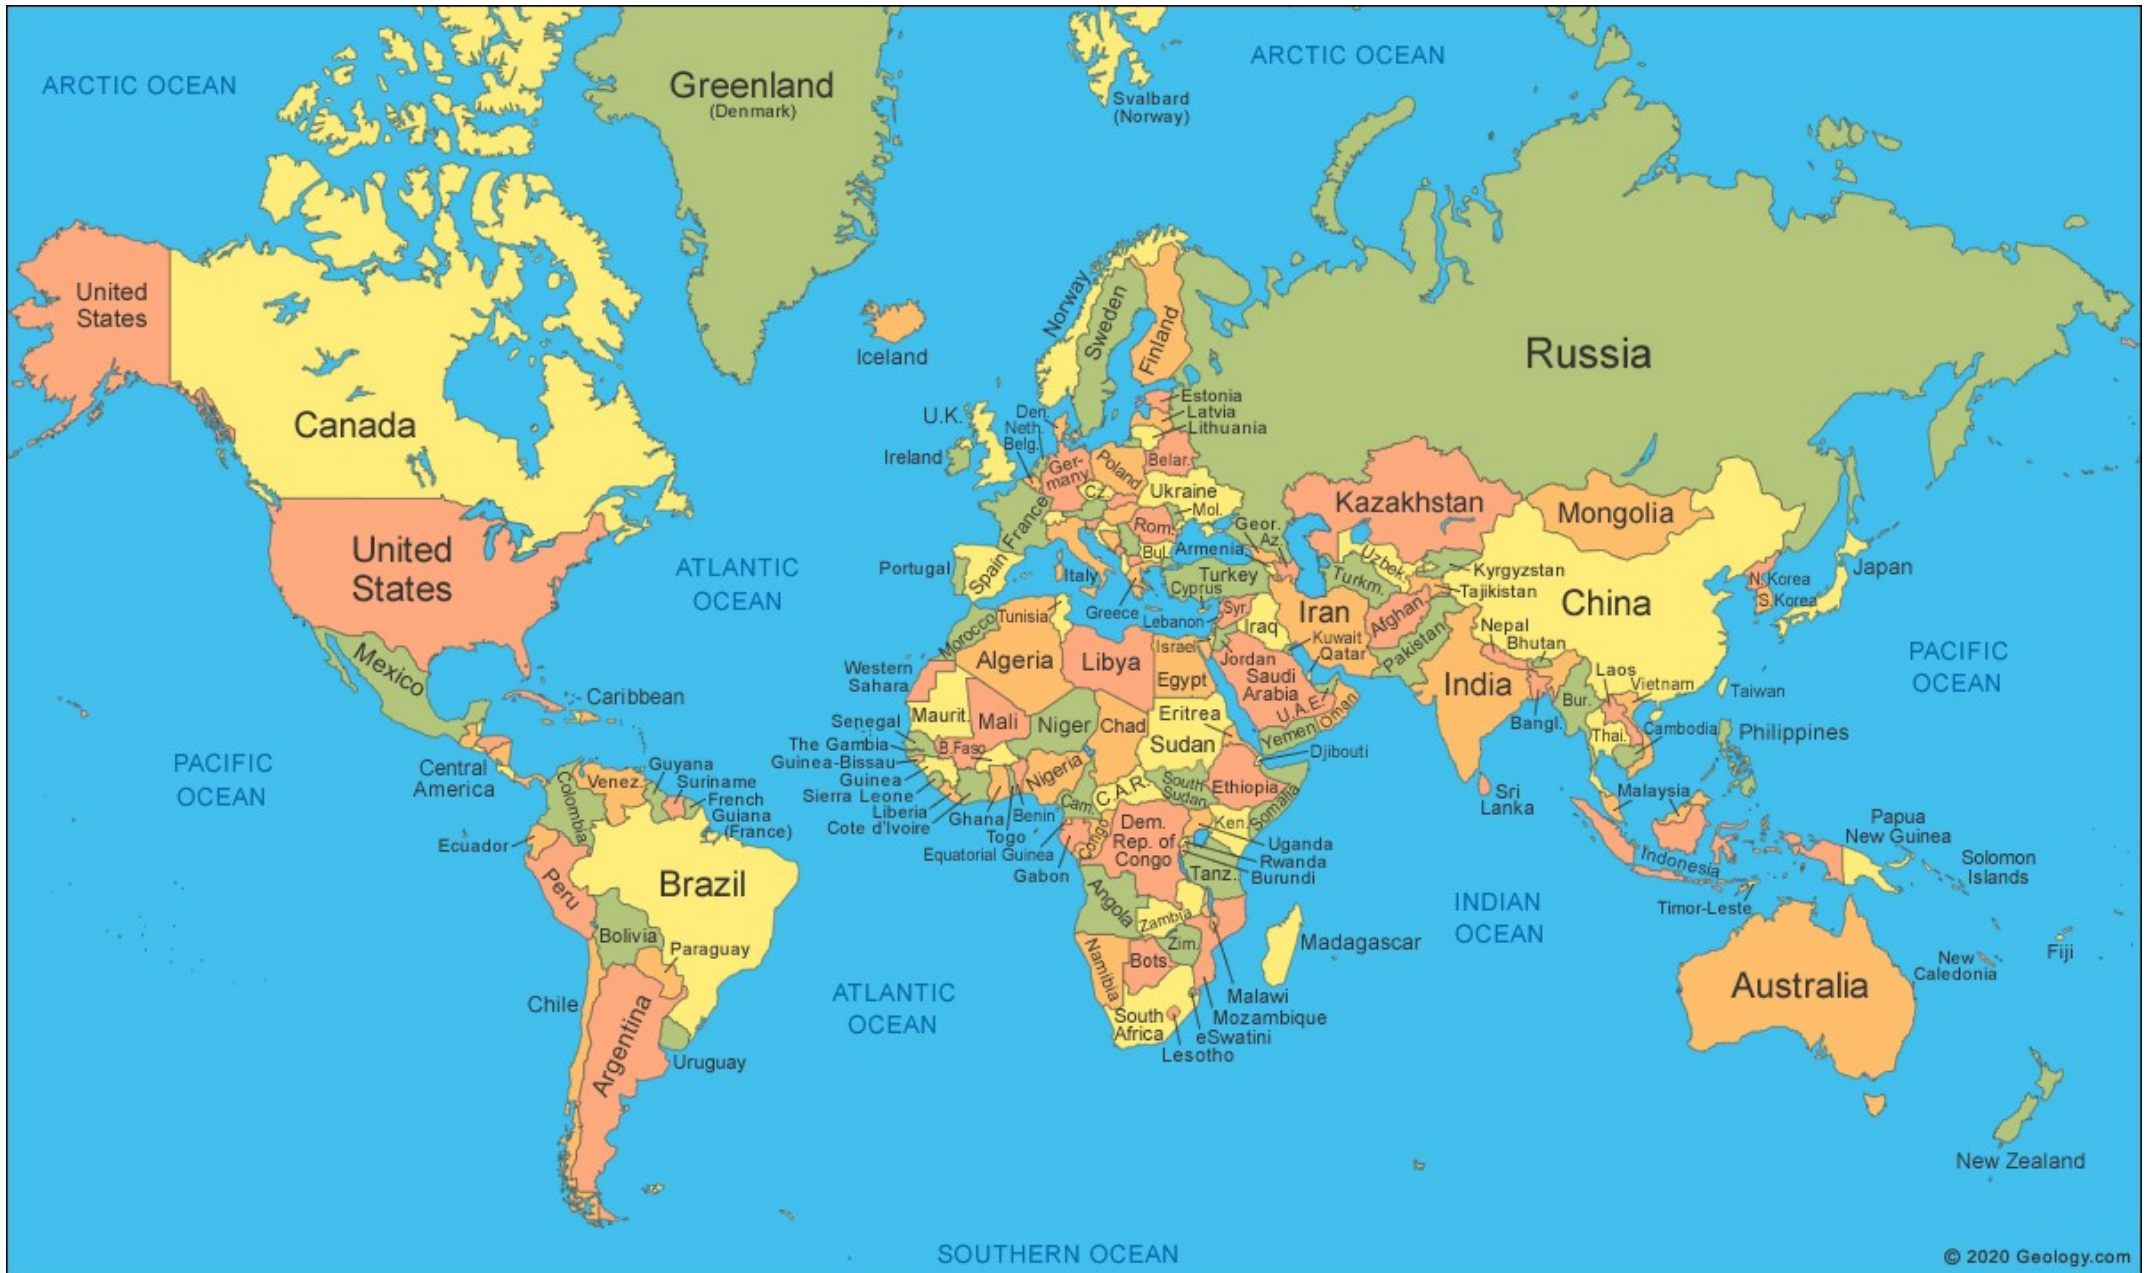 ARCTIC OCEAN
ARCTIC OCEAN
Greenland
(Denmark)
Svalbard
(Norway)
United
States
Canada
Iceland
Norway
Sweden
Finland
Russia
U.K.
Ireland
Den.
Neth.
Belg.
Estonia
Latvia
Lithuania
Ger-
many
Poland
Belar.
Cz.
Ukraine
Mol.
France
Rom.
Bul.
Geor.
Az.
Armenia
Kazakhstan
Mongolia
United
States
ATLANTIC
OCEAN
Portugal
Spain
Italy
Greece
Turkey
Cyprus
Lebanon
Syr.
Iraq
Iran
Uzbek.
Turkm.
Kyrgyzstan
Tajikistan
Afghan.
Pakistan
China
N. Korea
S. Korea
Japan
Mexico
Caribbean
Central
America
PACIFIC
OCEAN
Western
Sahara
Morocco
Tunisia
Algeria
Libya
Israel
Egypt
Jordan
Saudi
Arabia
Kuwait
Qatar
U.A.E.
Oman
Yemen
Nepal
Bhutan
India
Bangl.
Bur.
Laos
Vietnam
Thai.
Cambodia
Taiwan
Philippines
PACIFIC
OCEAN
Senegal
The Gambia
Guinea-Bissau
Guinea
Sierra Leone
Liberia
Cote d'Ivoire
Maurit.
Mali
Niger
Chad
Eritrea
Sudan
Djibouti
B.Faso
Ghana
Togo
Benin
Nigeria
Cam.
C.A.R.
South
Sudan
Ethiopia
Somalia
Equatorial Guinea
Gabon
Congo
Dem.
Rep. of
Congo
Ken.
Uganda
Rwanda
Burundi
Tanz.
Sri
Lanka
Malaysia
Indonesia
Timor-Leste
Papua
New Guinea
Solomon
Islands
Venez.
Guyana
Suriname
French
Guiana
(France)
Colombia
Ecuador
Peru
Brazil
Bolivia
Paraguay
Chile
Argentina
Uruguay
ATLANTIC
OCEAN
Angola
Zambia
Zim.
Namibia
Bots.
South
Africa
Malawi
Mozambique
eSwatini
Lesotho
Madagascar
INDIAN
OCEAN
Australia
New
Caledonia
Fiji
New Zealand
SOUTHERN OCEAN
© 2020 Geology.com